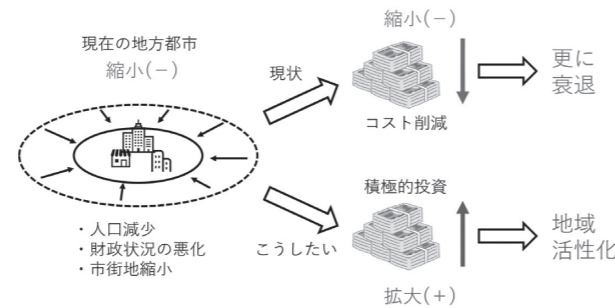 現在の地方都市
縮小(−)
・人口減少
・財政状況の悪化
・市街地縮小
現状
縮小(−)
コスト削減
更に
衰退
こうしたい
積極的投資
拡大(+)
地域
活性化